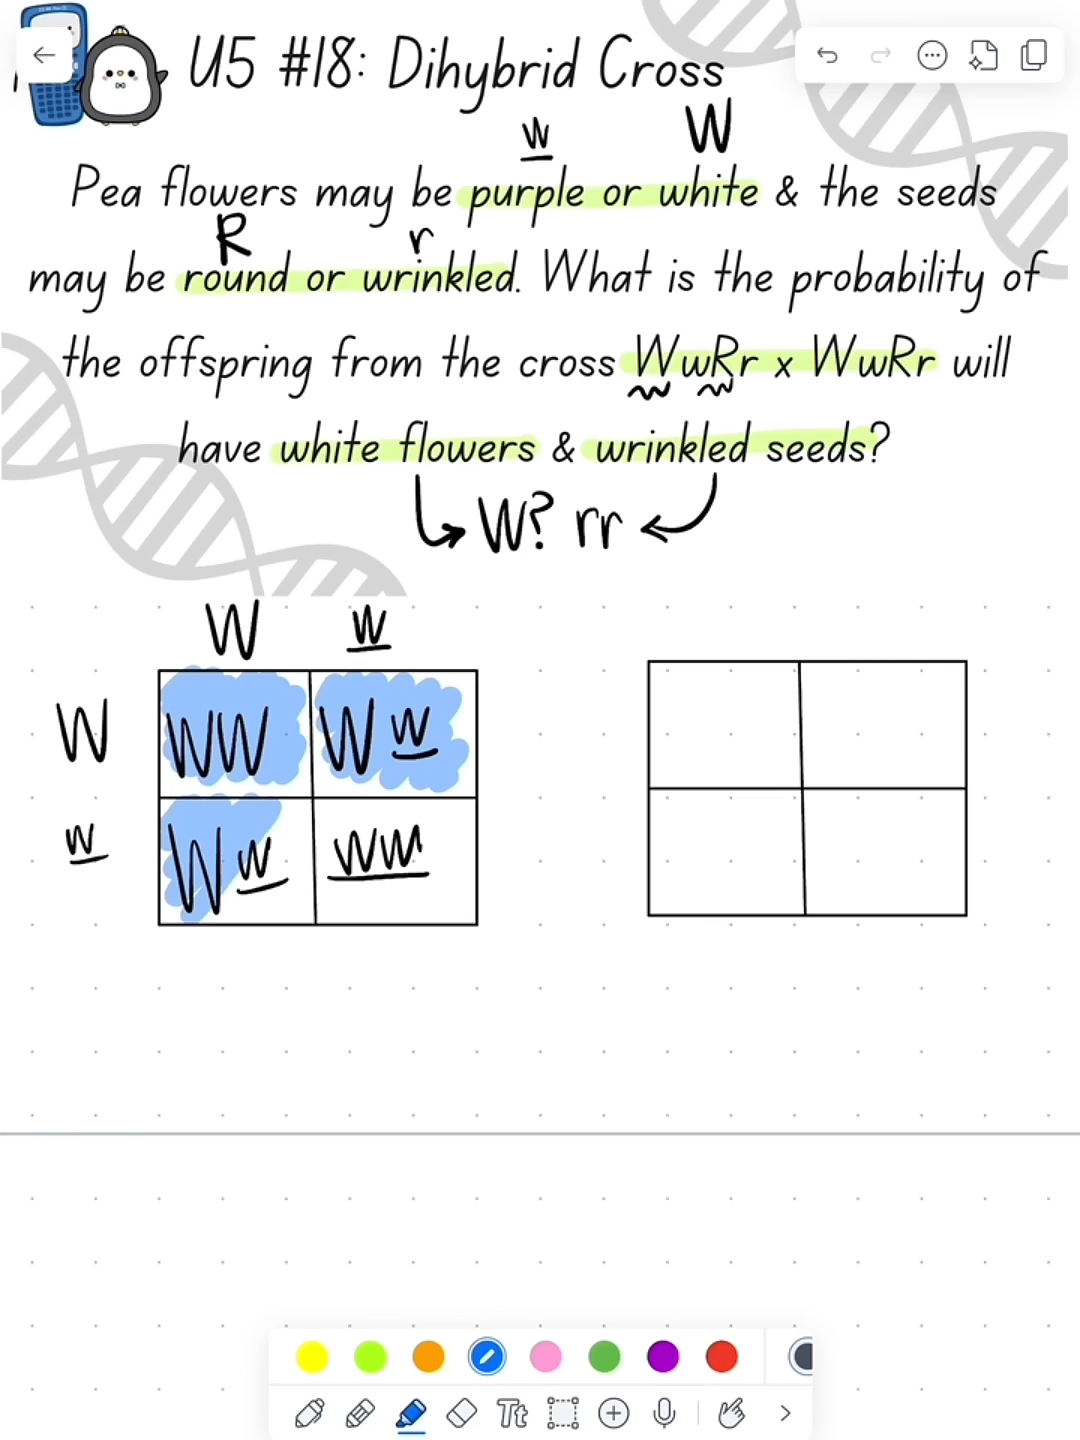 U5 #18: Dihybrid Cross
w W
Pea flowers may be purple or white & the seeds
R r
may be round or wrinkled. What is the probability of
the offspring from the cross WwRr x WwRr will
have white flowers & wrinkled seeds?
W? rr
W w
W WW Ww
w Ww ww
Tt